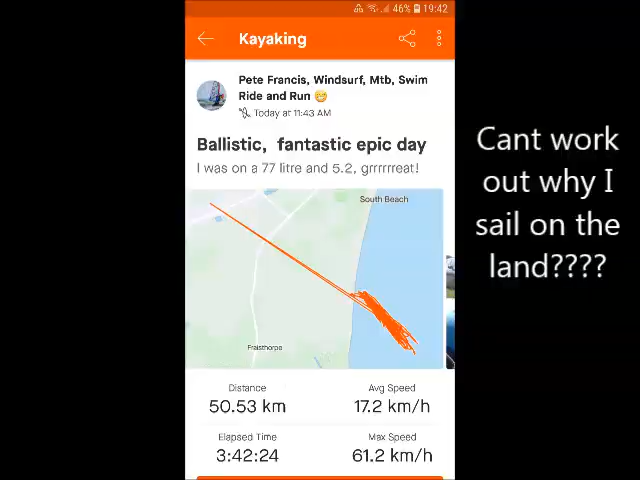 46% 19:42
Kayaking
Pete Francis, Windsurf, Mtb, Swim
Ride and Run
Today at 11:43 AM
Ballistic, fantastic epic day
I was on a 77 litre and 5.2, grrrrrreat!
South Beach
Fraisthorpe
Distance
50.53 km
Avg Speed
17.2 km/h
Elapsed Time
3:42:24
Max Speed
61.2 km/h
Cant work
out why I
sail on the
land????